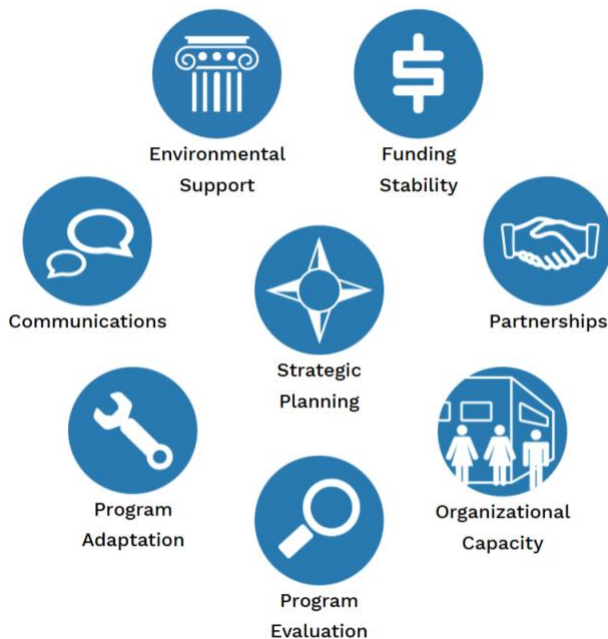 Environmental
Support
Funding
Stability
Communications
Partnerships
Strategic
Planning
Program
Adaptation
Organizational
Capacity
Program
Evaluation